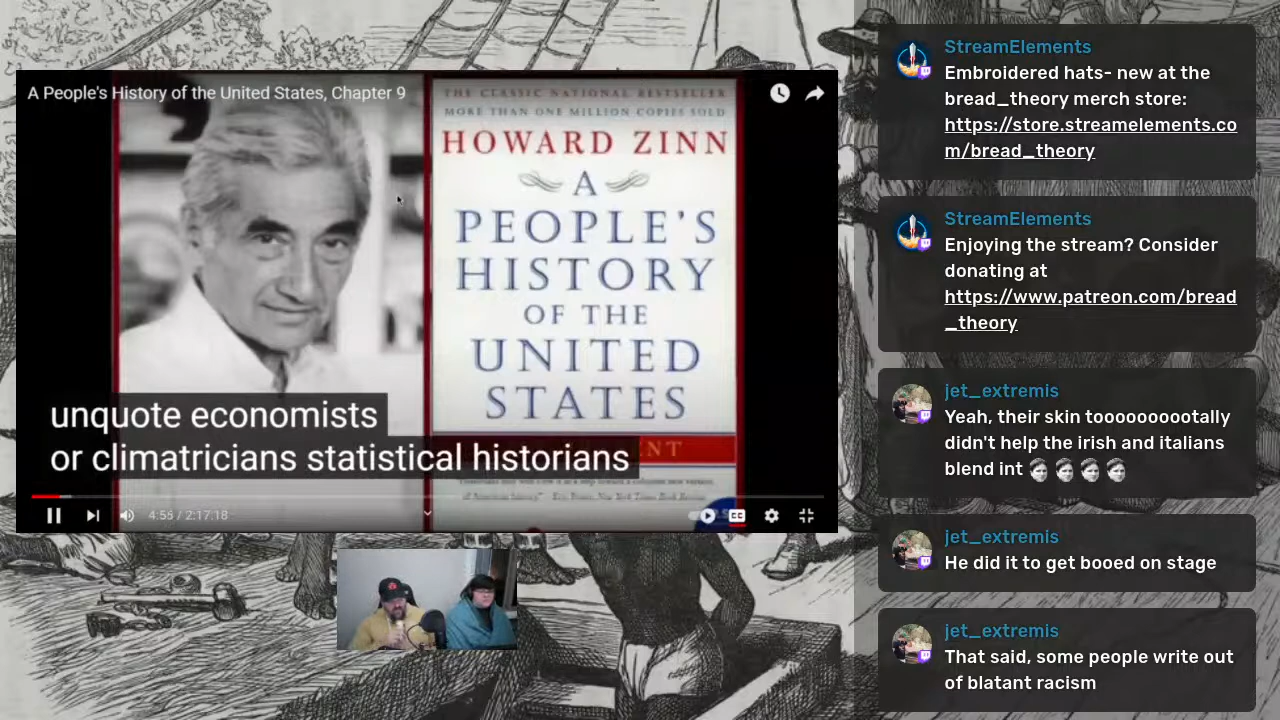 A People's History of the United States, Chapter 9
THE CLASSIC NATIONAL BESTSELLER
MORE THAN ONE MILLION COPIES SOLD
HOWARD ZINN
A
PEOPLE'S
HISTORY
OF THE
UNITED
STATES
NT
unquote economists
or climatricians statistical historians
4:56 / 2:17:18
CC
StreamElements
Embroidered hats- new at the
bread_theory merch store:
https://store.streamelements.co
m/bread_theory
StreamElements
Enjoying the stream? Consider
donating at
https://www.patreon.com/bread
_theory
jet_extremis
Yeah, their skin tooooooootally
didn't help the irish and italians
blend int
jet_extremis
He did it to get booed on stage
jet_extremis
That said, some people write out
of blatant racism